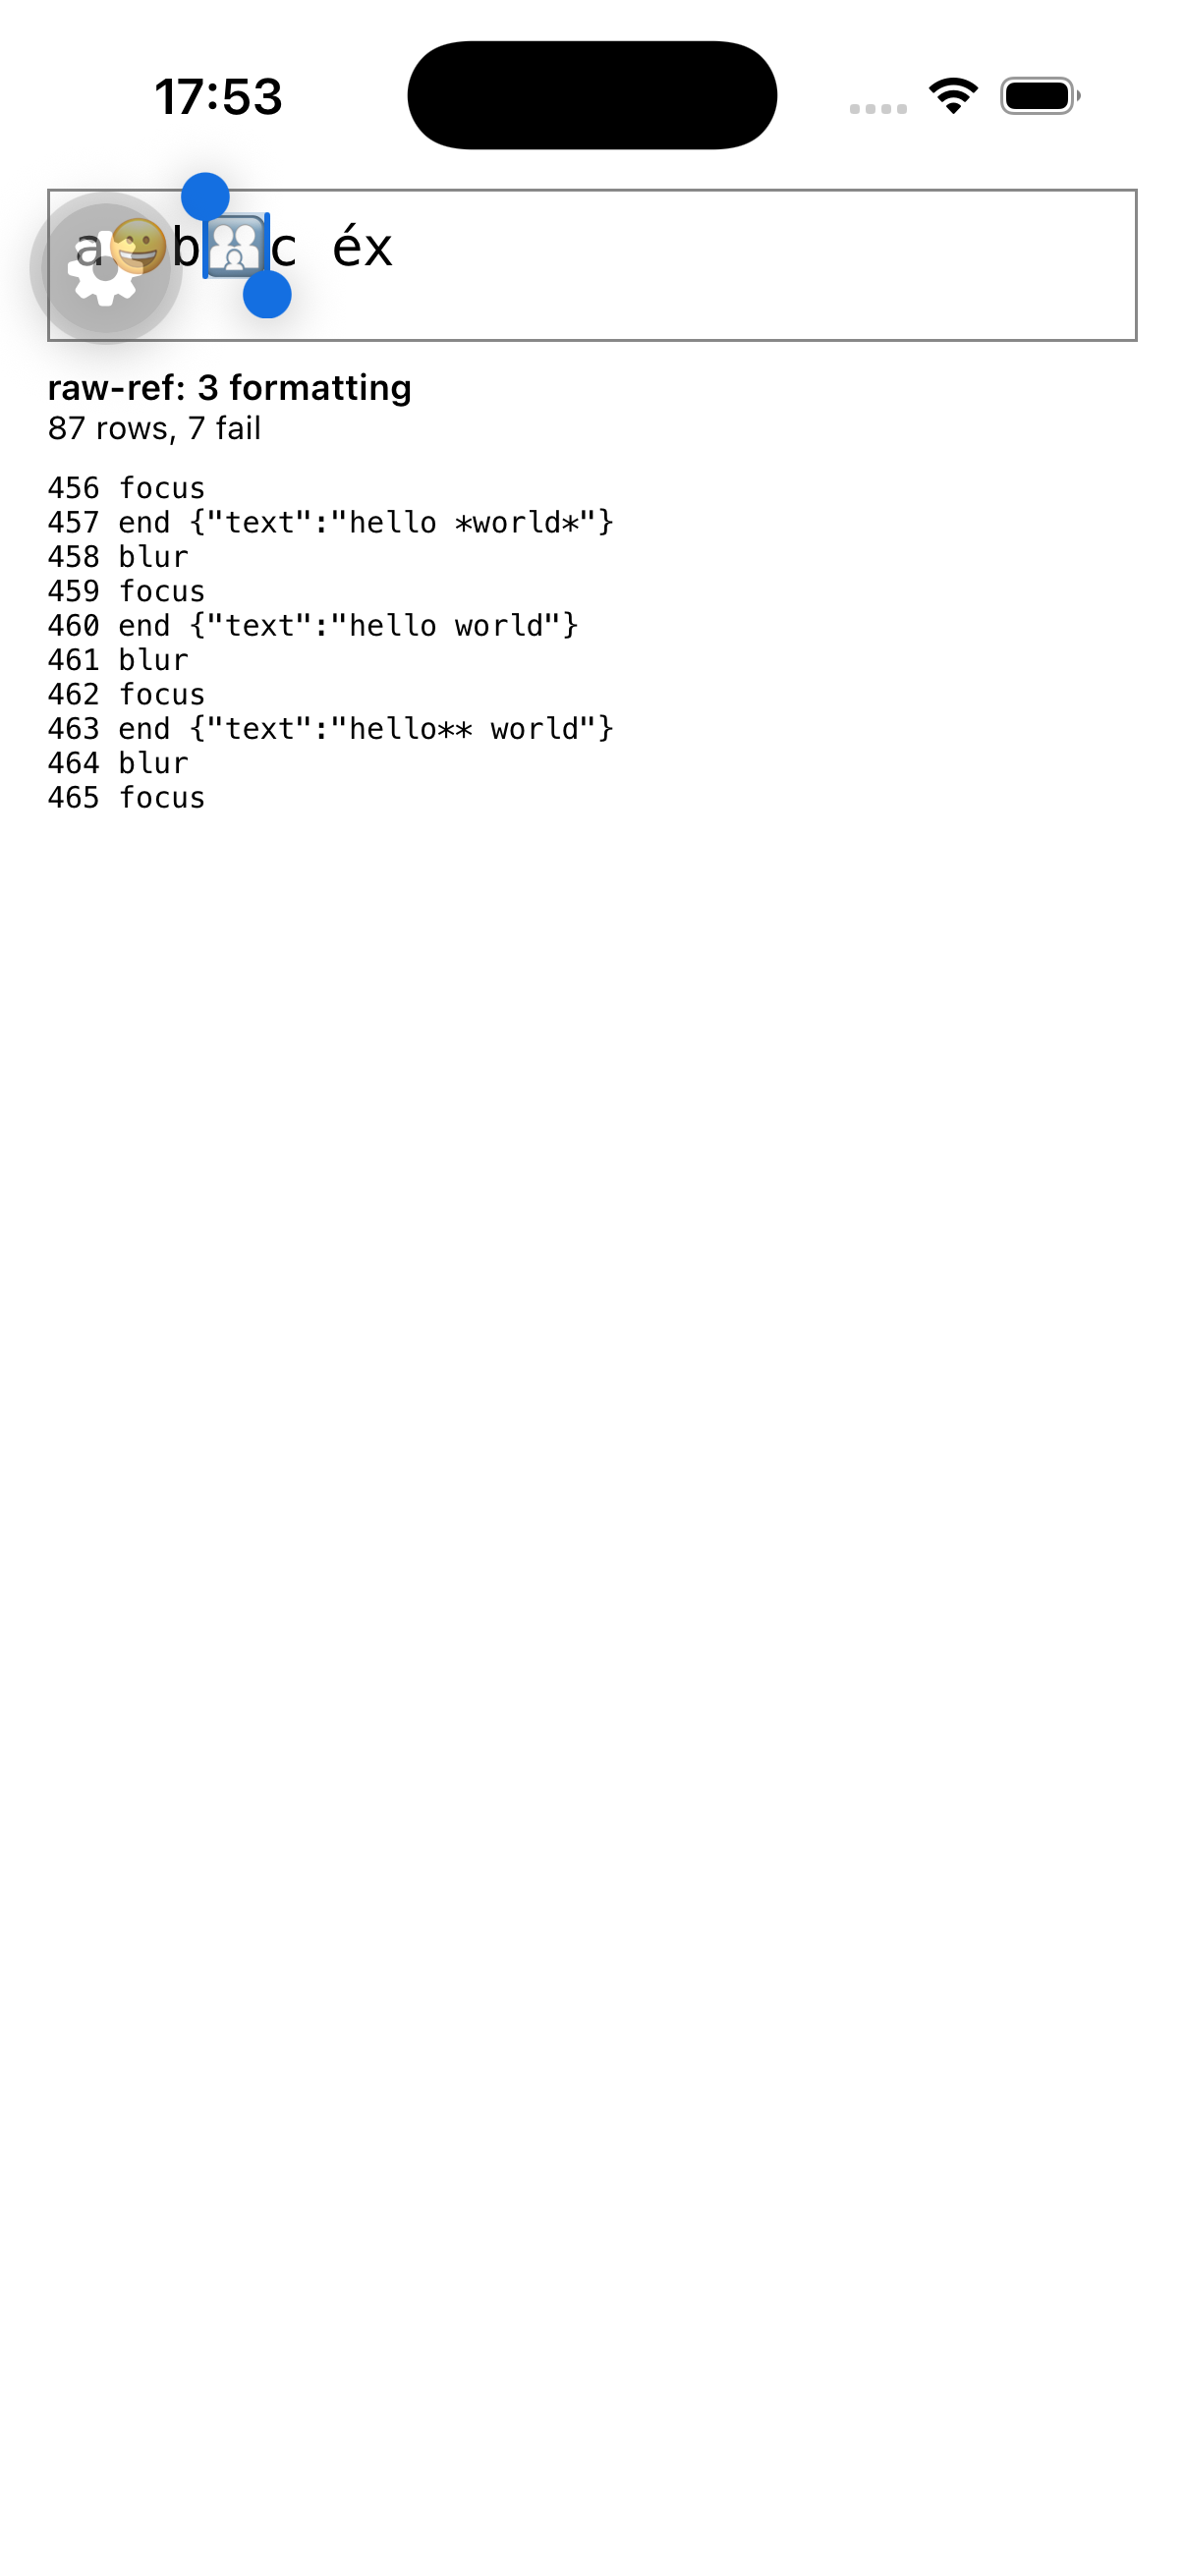 17:53
a😀b👨‍👩‍👦c éx
raw-ref: 3 formatting
87 rows, 7 fail
456 focus
457 end {"text":"hello *world*"}
458 blur
459 focus
460 end {"text":"hello world"}
461 blur
462 focus
463 end {"text":"hello** world"}
464 blur
465 focus